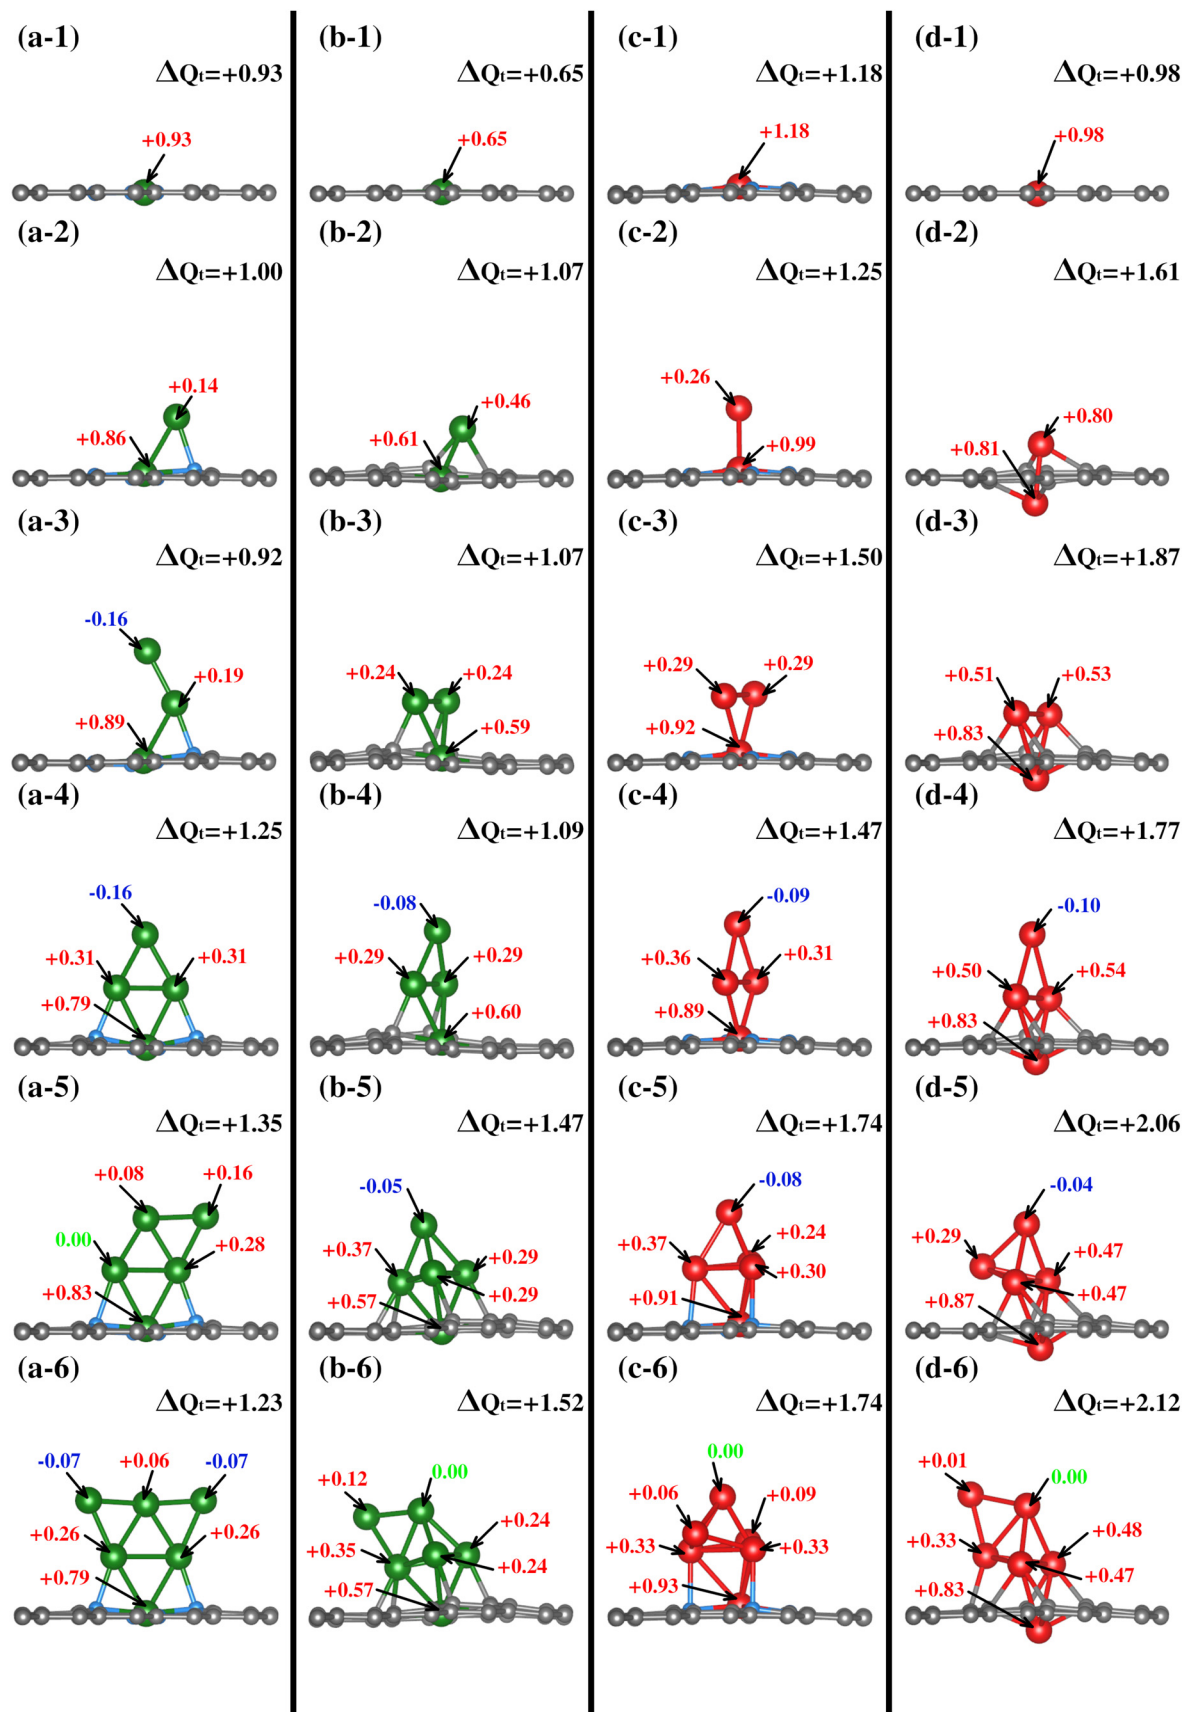 (a-1)
ΔQt=+0.93
+0.93
(a-2)
ΔQt=+1.00
+0.14
+0.86
(a-3)
ΔQt=+0.92
-0.16
+0.19
+0.89
(a-4)
ΔQt=+1.25
-0.16
+0.31 +0.31
+0.79
(a-5)
ΔQt=+1.35
+0.08 +0.16
0.00 +0.28
+0.83
(a-6)
ΔQt=+1.23
-0.07 +0.06 -0.07
+0.26 +0.26
+0.79
(b-1)
ΔQt=+0.65
+0.65
(b-2)
ΔQt=+1.07
+0.46
+0.61
(b-3)
ΔQt=+1.07
+0.24 +0.24
+0.59
(b-4)
ΔQt=+1.09
-0.08
+0.29 +0.29
+0.60
(b-5)
ΔQt=+1.47
-0.05
+0.37 +0.29
+0.29
+0.57
(b-6)
ΔQt=+1.52
+0.12 0.00
+0.24
+0.35 +0.24
+0.57
(c-1)
ΔQt=+1.18
+1.18
(c-2)
ΔQt=+1.25
+0.26
+0.99
(c-3)
ΔQt=+1.50
+0.29 +0.29
+0.92
(c-4)
ΔQt=+1.47
-0.09
+0.36 +0.31
+0.89
(c-5)
ΔQt=+1.74
-0.08
+0.37 +0.24
+0.30
+0.91
(c-6)
ΔQt=+1.74
0.00
+0.06 +0.09
+0.33 +0.33
+0.93
(d-1)
ΔQt=+0.98
+0.98
(d-2)
ΔQt=+1.61
+0.80
+0.81
(d-3)
ΔQt=+1.87
+0.51 +0.53
+0.83
(d-4)
ΔQt=+1.77
-0.10
+0.50 +0.54
+0.83
(d-5)
ΔQt=+2.06
-0.04
+0.29 +0.47
+0.47
+0.87
(d-6)
ΔQt=+2.12
+0.01 0.00
+0.33 +0.48
+0.47
+0.83